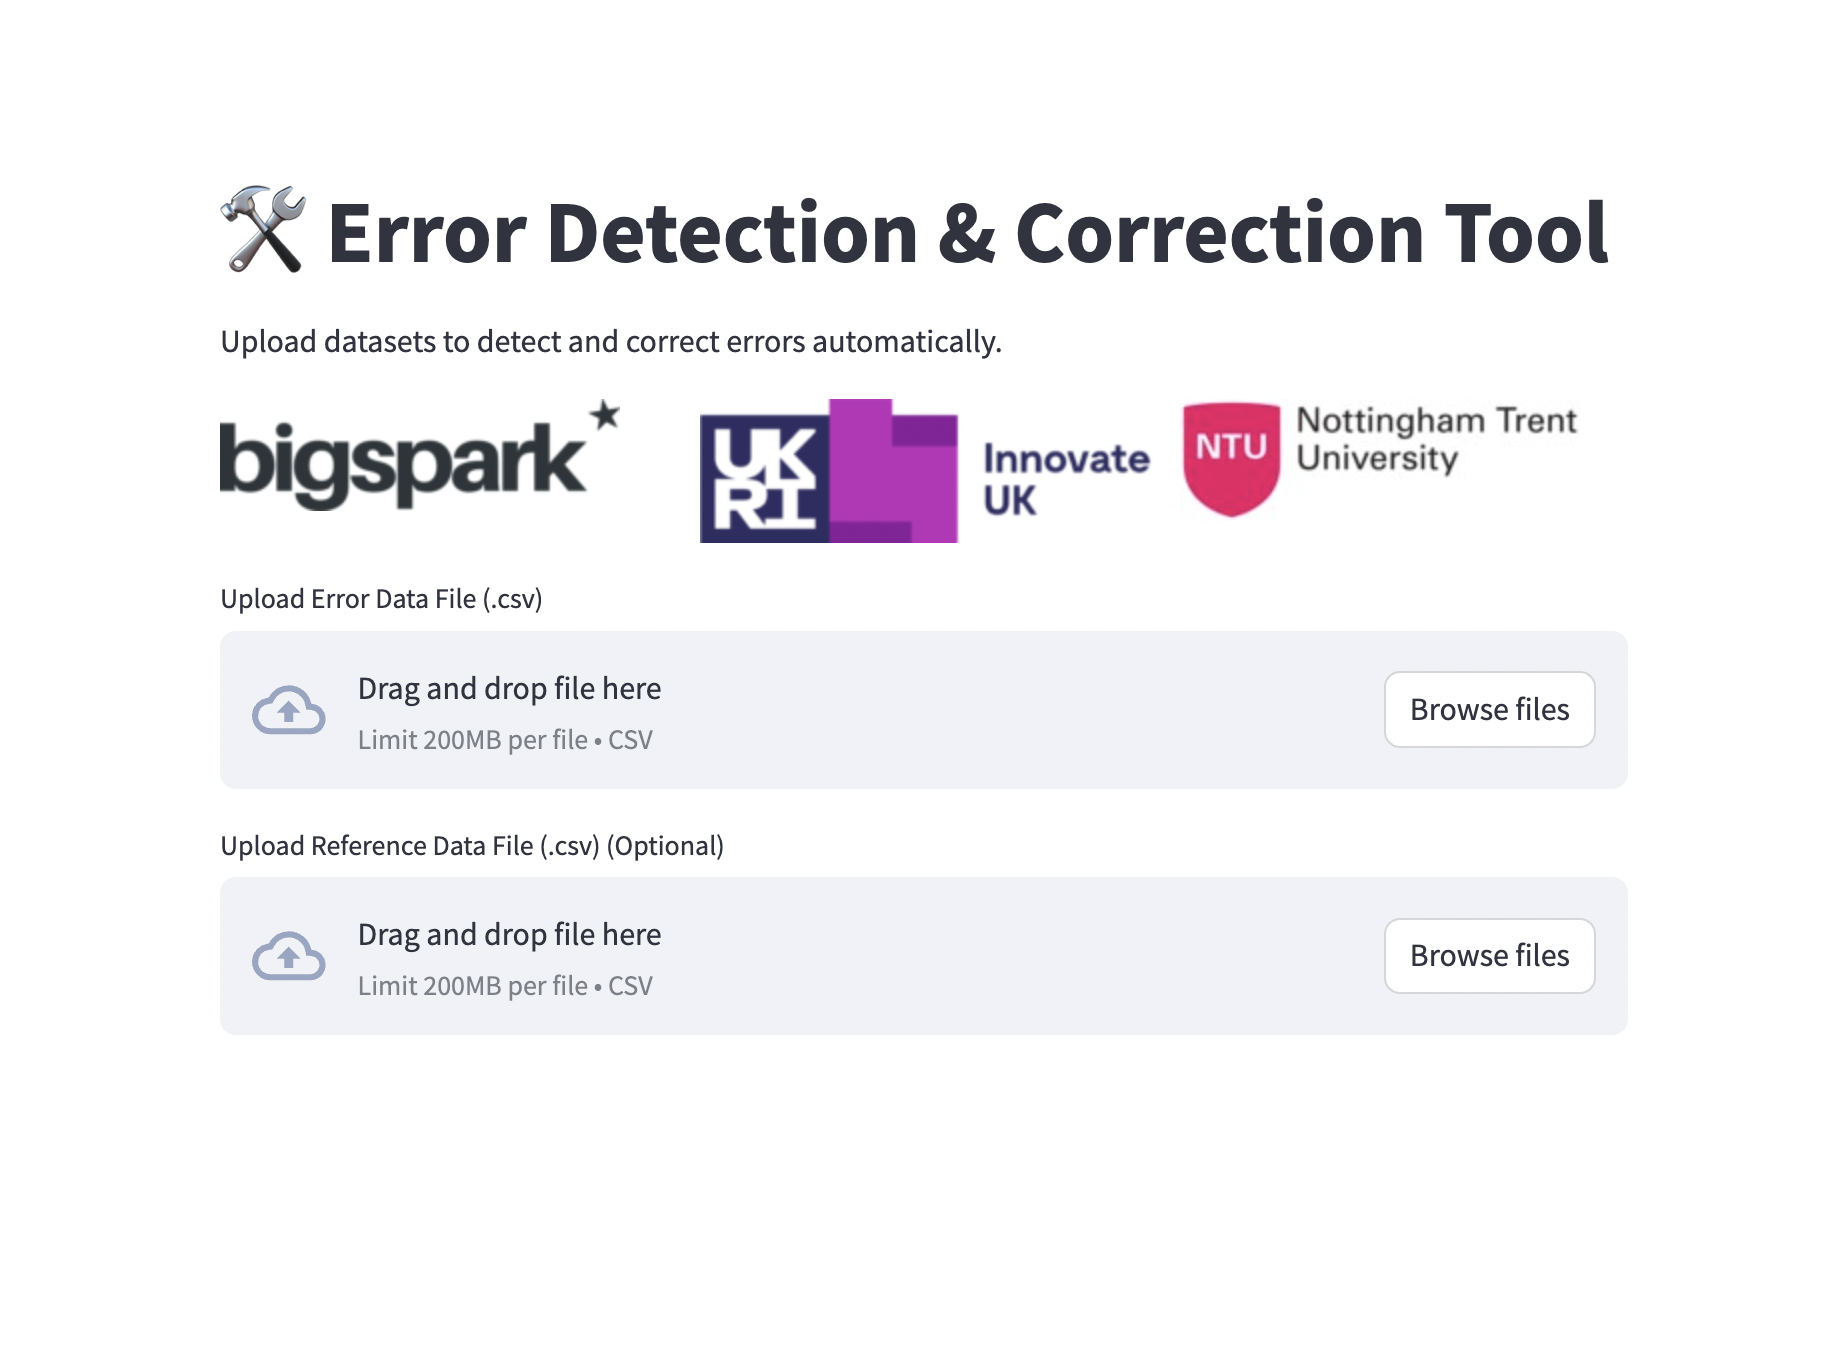 Error Detection & Correction Tool
Upload datasets to detect and correct errors automatically.
bigspark
UK
RI
Innovate
UK
NTU
Nottingham Trent
University
Upload Error Data File (.csv)
Drag and drop file here
Limit 200MB per file • CSV
Browse files
Upload Reference Data File (.csv) (Optional)
Drag and drop file here
Limit 200MB per file • CSV
Browse files